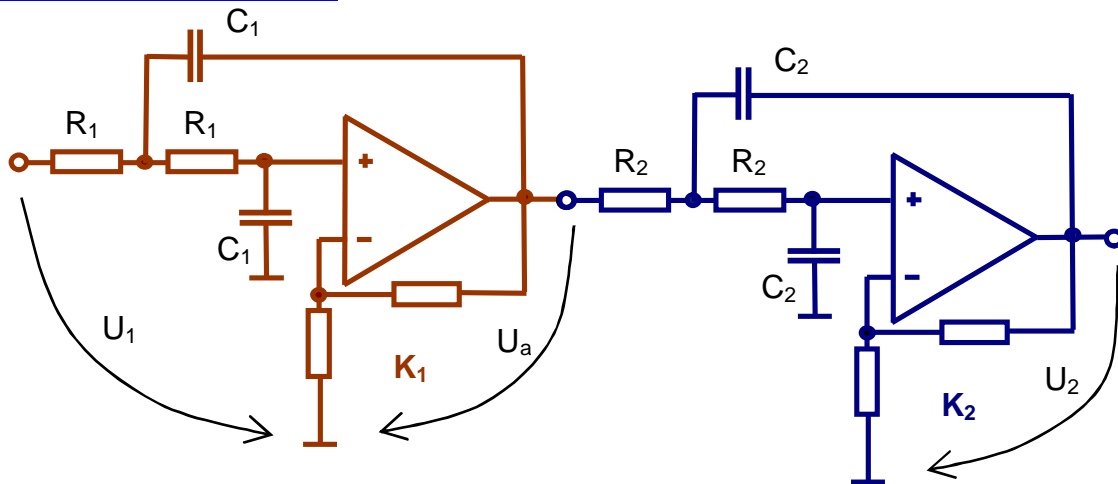 C₁
C₂
R₁
R₁
+
R₂
R₂
+
C₁
−
C₂
−
U₁
Uₐ
K₁
U₂
K₂